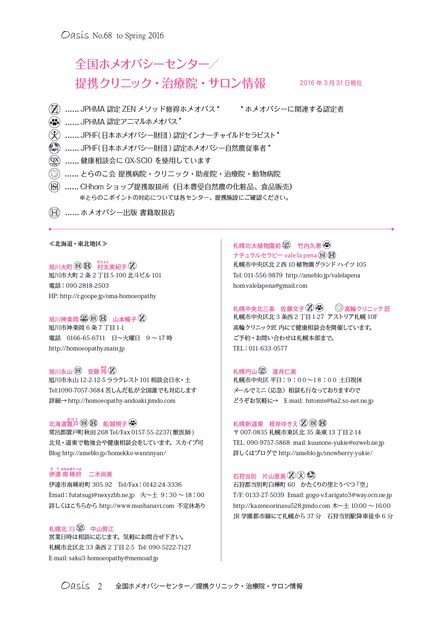 Oasis No.68 to Spring 2016
全国ホメオパシーセンター／
提携クリニック・治療院・サロン情報
2016 年 3 月 31 日現在
…… JPHMA 認定 ZEN メソッド修得ホメオパス * * ホメオパシーに関連する認定者
…… JPHMA 認定アニマルホメオパス *
…… JPHF( 日本ホメオパシー財団 ) 認定インナーチャイルドセラピスト *
…… JPHF( 日本ホメオパシー財団 ) 認定ホメオパシー自然農従事者 *
QX …… 健康相談会に QX-SCIO を使用しています
…… とらのこ会 提携病院・クリニック・助産院・治療院・動物病院
…… CHhom ショップ提携取扱所（日本豊受自然農の化粧品、食品販売）
※とらのこポイントの対応については各センター、提携施設にご確認ください。
…… ホメオパシー出版 書籍取扱店
≪北海道・東北地区≫
旭川大町 村太実紀子
旭川市大町 2 条 2 丁目 5-100 北斗ビル 101
電話 : 090-2818-2503
HP: http://r.goope.jp/oma-homoeopathy
旭川神楽岡 山本暢子
旭川市神楽岡 6 条 7 丁目 1-1
電話 0166-65-6711 日～火曜日 9 ～ 17 時
http://homoeopathy.main.jp
旭川永山 安藤
旭川市永山 12-2-12-5 ララクレスト 101 相談会日水・土
Tel:1090-7057-3684 苦しんだ私が全国誰でも対応します
詳細→ http://homoeopathic-online.com
北海道置戸 船越規子
常呂郡置戸町秋田 268 Tel/Fax 0157-55-2237( 獣医師 )
北見・道東で勉強会や健康相談会をしています。スカイプ可
Blog http://ameblo.jp/homekko-wannnyan/
伊達南稀府 二木尚美
伊達市南稀府町 305-92 Tel/Fax : 0142-24-3336
Email : futatsugi@nexyzbb.ne.jp 火～土 9 : 30 ～ 18 : 00
詳しくはこちらから http://www.mushanavi.com 不定休あり
札幌北 33 中山房江
営業日時は相談に応じます。気軽にお問合せ下さい。
札幌市北区北 33 条西 2 丁目 2-5 Tel: 090-5222-7127
E-mail: saku3-homeopathy@memoad.jp
札幌北大植物園前 竹内久恵
ナチュラルセラピー vale la pena
札幌市中央区北 2 西 10 植物園グランド ハイツ 105
Tel: 011-556-9879 http://ameblo.jp/valelapena
hom.valelapena@gmail.com
札幌中央北三条 佐藤文子 高輪クリニック 匠
札幌市中央区北 3 条西 2 丁目 1-27 アストリア札幌 10F
高輪クリニック匠 内にて健康相談会を開催しています。
ご予約・お問い合わせは札幌本部まで。
TEL : 011-633-0577
札幌円山 道井仁美
札幌市中央区 平日 : 9 : 00 ～ 18 : 00 土日祝休
メールでミニ（応急）相談も行なっておりますので
どうぞお気軽に→ E-mail: hitomis@ba2.so-net.ne.jp
札幌新道東 根岸ゆきえ
〒 007-0835 札幌市東区北 35 条東 13 丁目 2-14
TEL: 090-9757-5868 mail: kuunone-yukie@ezweb.ne.jp
詳しくはブログで http://ameblo.jp/snowberry-yukie/
石狩当別 片山里美
石狩郡当別町白樺町 60 かたくりの里とうべつ「空」
T/F: 0133-27-5039 Email: gogo-v.f.arigato3@way.ocn.ne.jp
http://kazenoorinasu528.jimdo.com 木～土 10:00 ～ 16:00
JR 学園都市線にて札幌から 37 分 石狩当別駅降車徒歩 6 分
Oasis 2 全国ホメオパシーセンター／提携クリニック・治療院・サロン情報